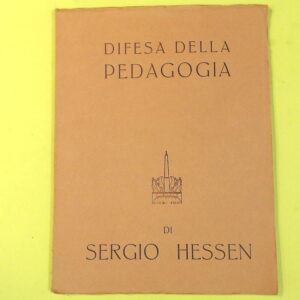 DIFESA DELLA
PEDAGOGIA
DI
SERGIO HESSEN